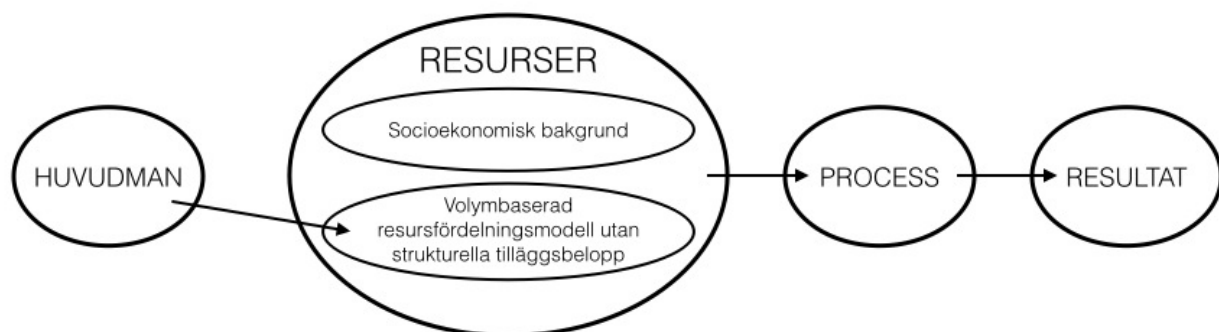 RESURSER
Socioekonomisk bakgrund
HUVUDMAN
Volymbaserad
resursfördelningsmodell utan
strukturella tilläggsbelopp
PROCESS
RESULTAT